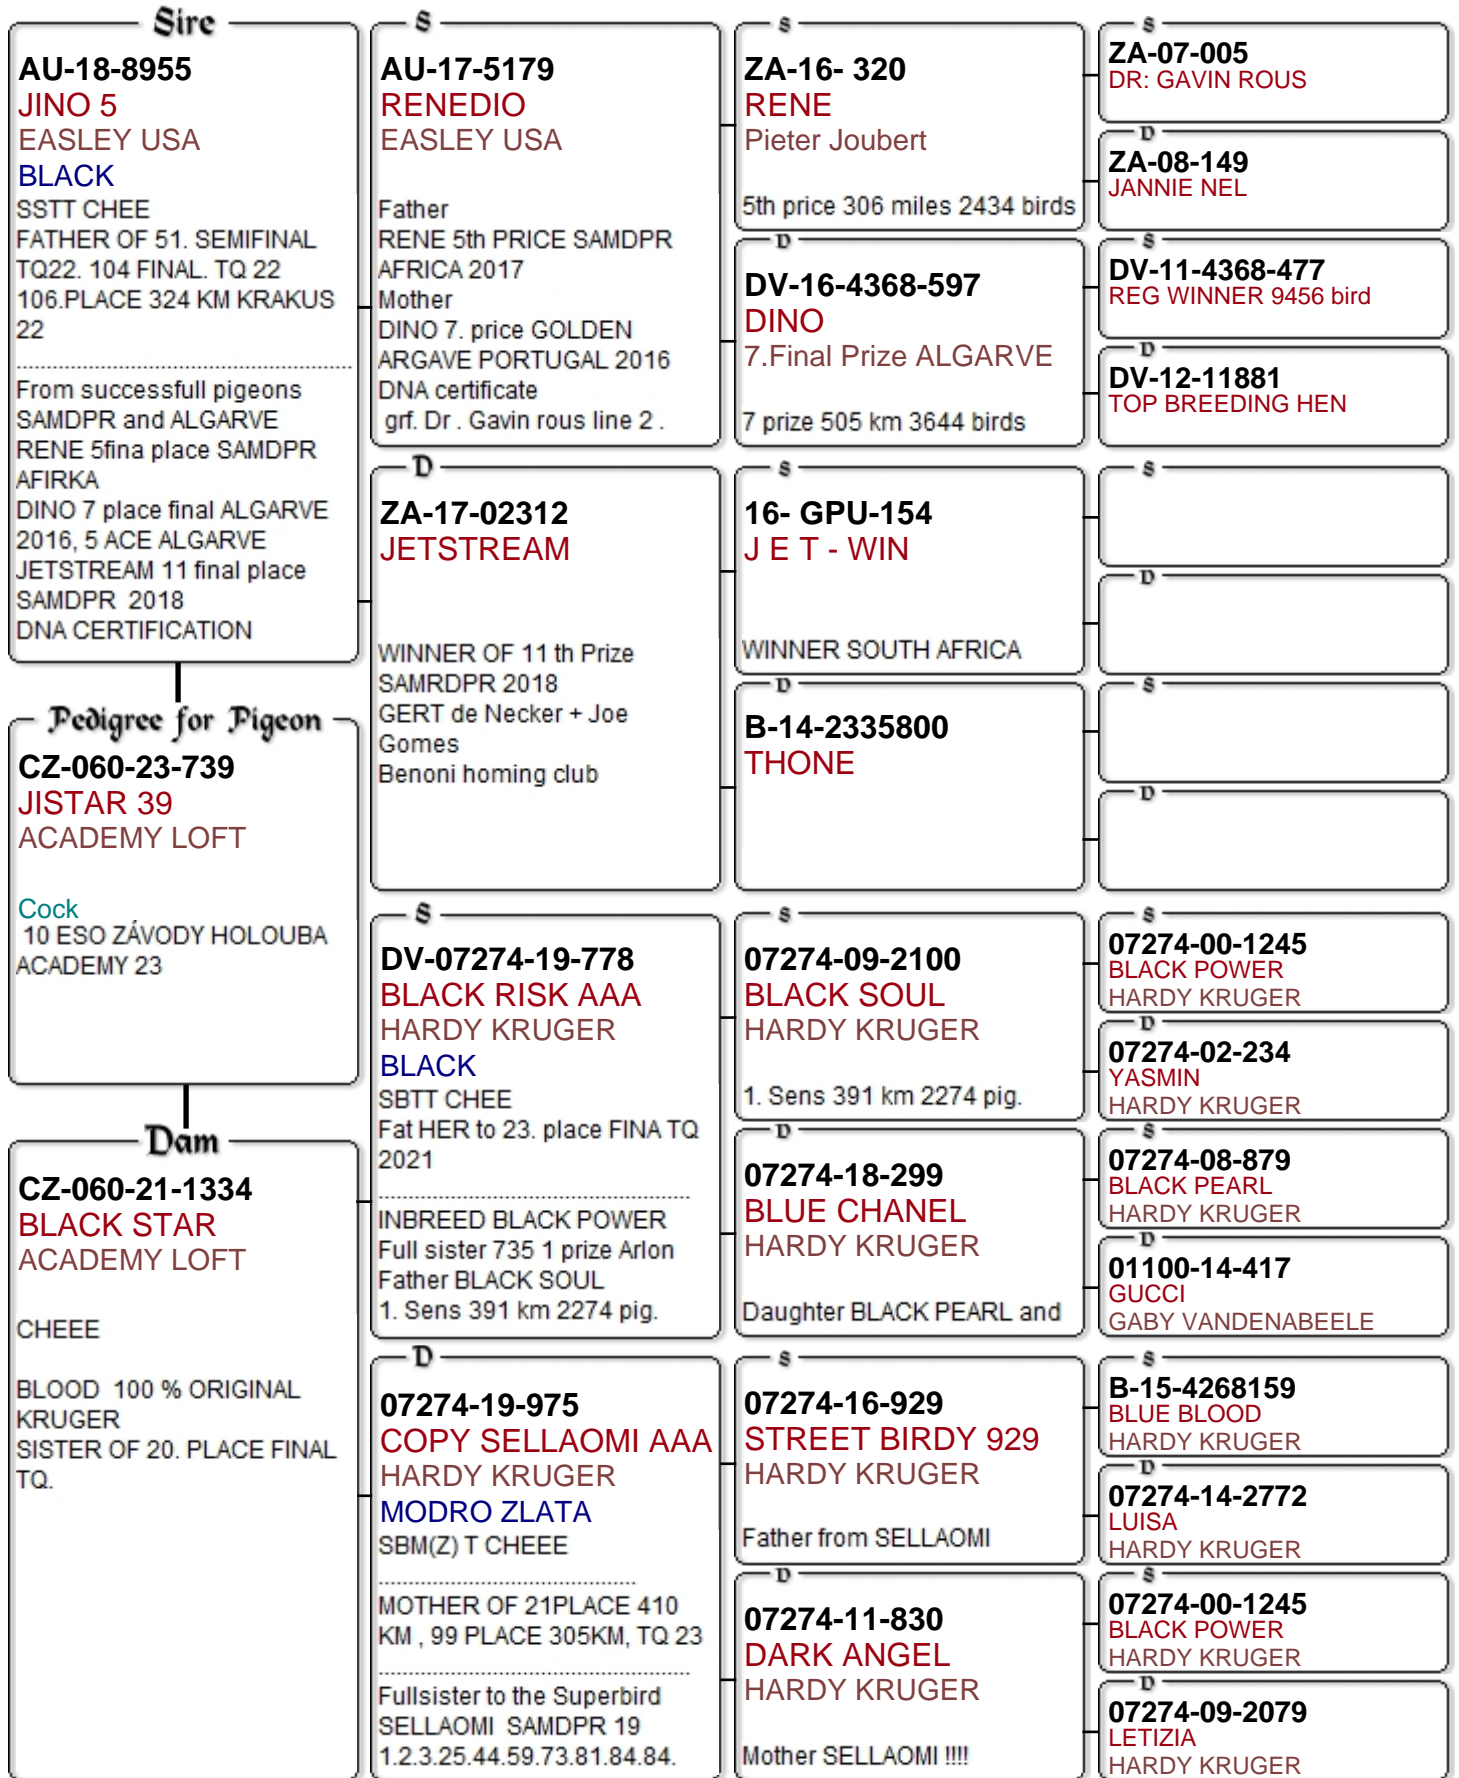 Sire
AU-18-8955
JINO 5
EASLEY USA
BLACK
SSTT CHEE
FATHER OF 51. SEMIFINAL
TQ22. 104 FINAL. TQ 22
106.PLACE 324 KM KRAKUS
22
From successfull pigeons
SAMDPR and ALGARVE
RENE 5fina place SAMDPR
AFIRKA
DINO 7 place final ALGARVE
2016, 5 ACE ALGARVE
JETSTREAM 11 final place
SAMDPR 2018
DNA CERTIFICATION
Pedigree for Pigeon
CZ-060-23-739
JISTAR 39
ACADEMY LOFT
Cock
10 ESO ZÁVODY HOLOUBA
ACADEMY 23
Dam
CZ-060-21-1334
BLACK STAR
ACADEMY LOFT
CHEEE
BLOOD 100 % ORIGINAL
KRUGER
SISTER OF 20. PLACE FINAL
TQ.
S
AU-17-5179
RENEDIO
EASLEY USA
Father
RENE 5th PRICE SAMDPR
AFRICA 2017
Mother
DINO 7. price GOLDEN
ARGAVE PORTUGAL 2016
DNA certificate
grf. Dr . Gavin rous line 2 .
D
ZA-17-02312
JETSTREAM
WINNER OF 11 th Prize
SAMRDPR 2018
GERT de Necker + Joe
Gomes
Benoni homing club
S
DV-07274-19-778
BLACK RISK AAA
HARDY KRUGER
BLACK
SBTT CHEE
Fat HER to 23. place FINA TQ
2021
INBREED BLACK POWER
Full sister 735 1 prize Arlon
Father BLACK SOUL
1. Sens 391 km 2274 pig.
D
07274-19-975
COPY SELLAOMI AAA
HARDY KRUGER
MODRO ZLATA
SBM(Z) T CHEEE
MOTHER OF 21PLACE 410
KM , 99 PLACE 305KM, TQ 23
Fullsister to the Superbird
SELLAOMI SAMDPR 19
1.2.3.25.44.59.73.81.84.84.
S
ZA-16- 320
RENE
Pieter Joubert
5th price 306 miles 2434 birds
D
DV-16-4368-597
DINO
7.Final Prize ALGARVE
7 prize 505 km 3644 birds
S
16- GPU-154
J E T - WIN
WINNER SOUTH AFRICA
D
B-14-2335800
THONE
S
07274-09-2100
BLACK SOUL
HARDY KRUGER
1. Sens 391 km 2274 pig.
D
07274-18-299
BLUE CHANEL
HARDY KRUGER
Daughter BLACK PEARL and
S
07274-16-929
STREET BIRDY 929
HARDY KRUGER
Father from SELLAOMI
D
07274-11-830
DARK ANGEL
HARDY KRUGER
Mother SELLAOMI !!!!
S
ZA-07-005
DR: GAVIN ROUS
D
ZA-08-149
JANNIE NEL
S
DV-11-4368-477
REG WINNER 9456 bird
D
DV-12-11881
TOP BREEDING HEN
S
D
S
D
S
07274-00-1245
BLACK POWER
HARDY KRUGER
D
07274-02-234
YASMIN
HARDY KRUGER
S
07274-08-879
BLACK PEARL
HARDY KRUGER
D
01100-14-417
GUCCI
GABY VANDENABEELE
S
B-15-4268159
BLUE BLOOD
HARDY KRUGER
D
07274-14-2772
LUISA
HARDY KRUGER
S
07274-00-1245
BLACK POWER
HARDY KRUGER
D
07274-09-2079
LETIZIA
HARDY KRUGER